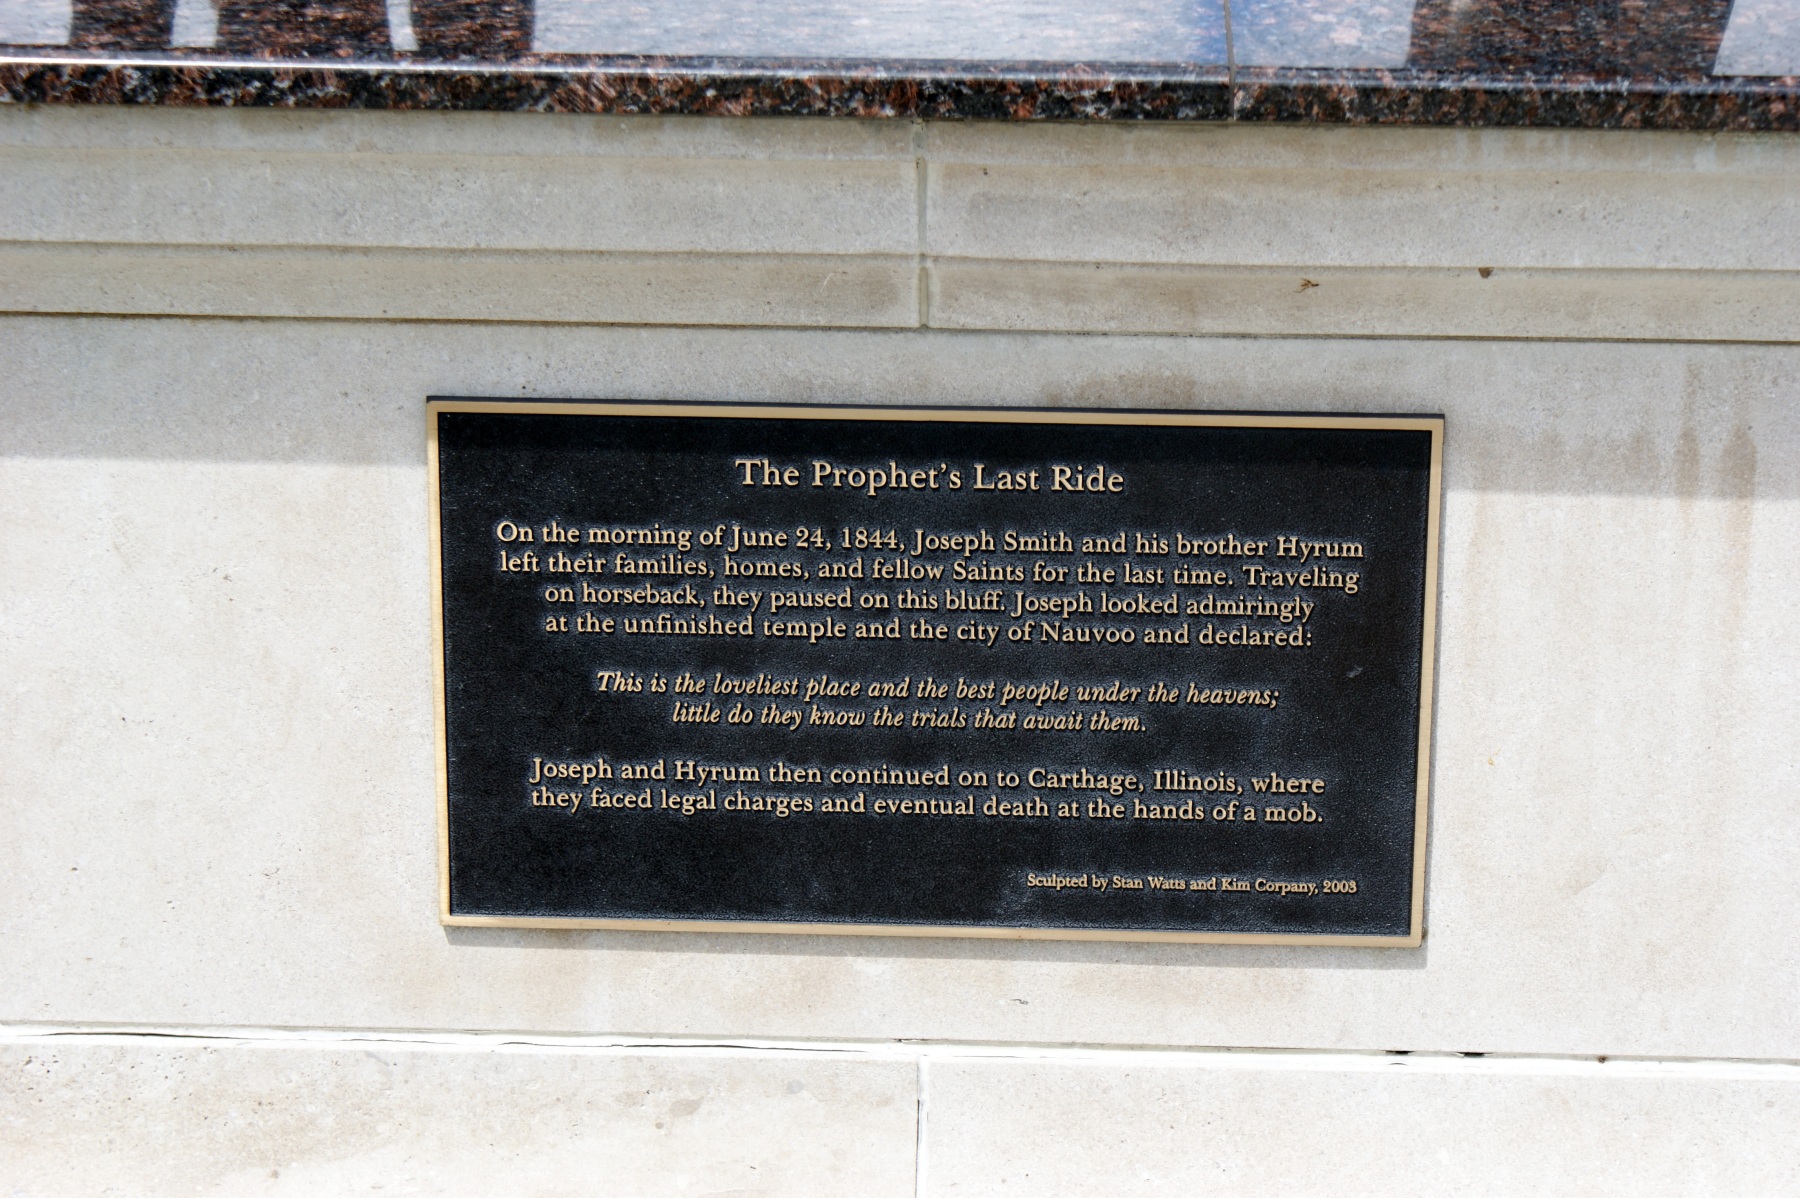 The Prophet's Last Ride
On the morning of June 24, 1844, Joseph Smith and his brother Hyrum
left their families, homes, and fellow Saints for the last time. Traveling
on horseback, they paused on this bluff. Joseph looked admiringly
at the unfinished temple and the city of Nauvoo and declared:
This is the loveliest place and the best people under the heavens;
little do they know the trials that await them.
Joseph and Hyrum then continued on to Carthage, Illinois, where
they faced legal charges and eventual death at the hands of a mob.
Sculpted by Stan Watts and Kim Corpany, 2003